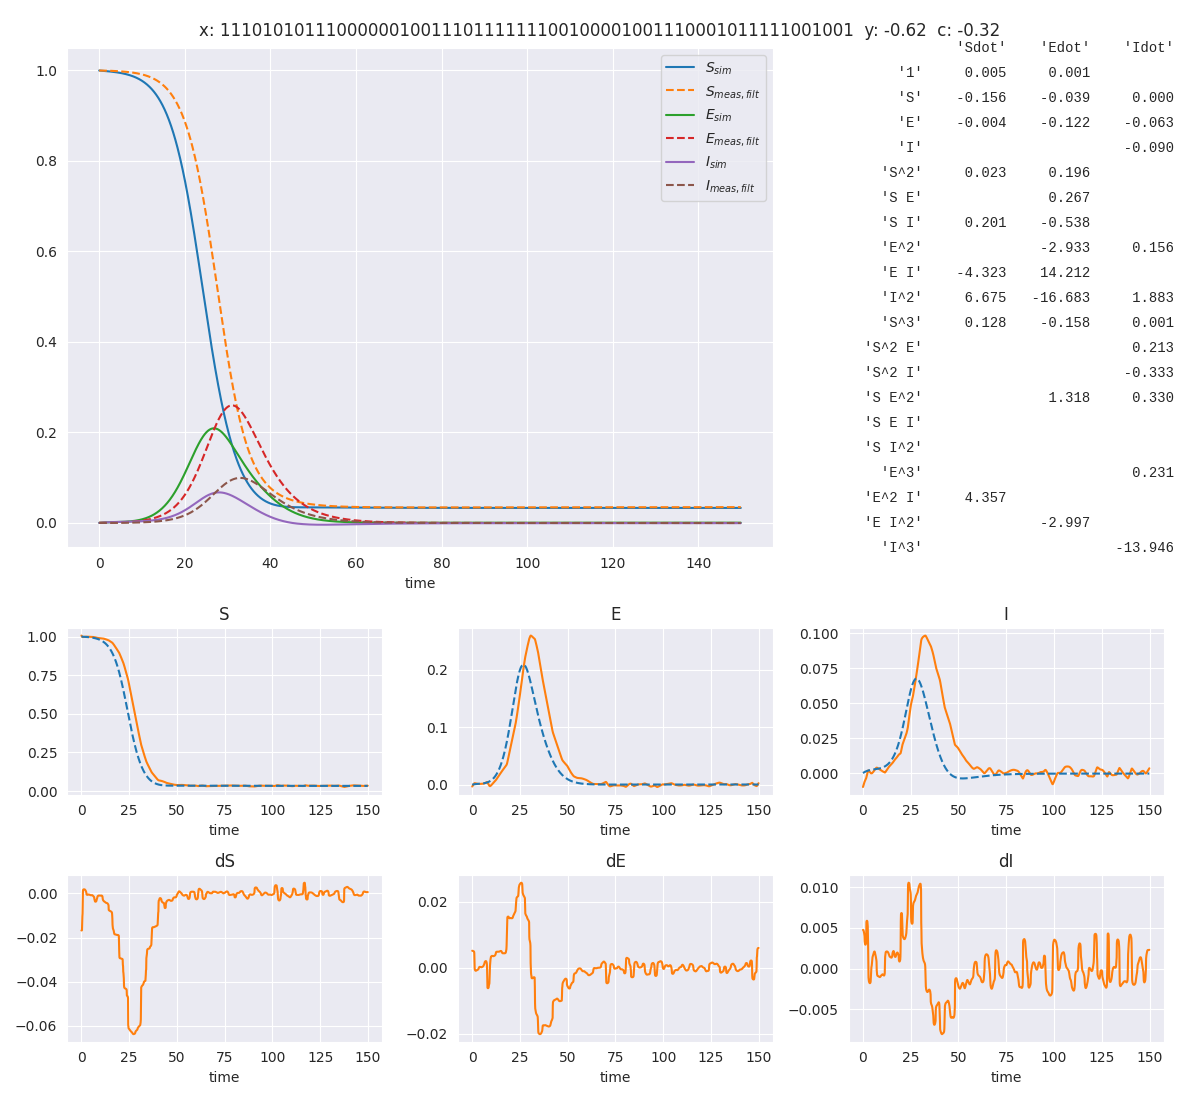 x: 111010101110000001001110111111100100001001110001011111001001 y: -0.62 c: -0.32
'Sdot' 'Edot' 'Idot'
'1' 0.005 0.001
'S' -0.156 -0.039 0.000
'E' -0.004 -0.122 -0.063
'I' -0.090
'S^2' 0.023 0.196
'S E' 0.267
'S I' 0.201 -0.538
'E^2' -2.933 0.156
'E I' -4.323 14.212
'I^2' 6.675 -16.683 1.883
'S^3' 0.128 -0.158 0.001
'S^2 E' 0.213
'S^2 I' -0.333
'S E^2' 1.318 0.330
'S E I'
'S I^2'
'E^3' 0.231
'E^2 I' 4.357
'E I^2' -2.997
'I^3' -13.946
S_sim
S_meas,filt
E_sim
E_meas,filt
I_sim
I_meas,filt
1.0
0.8
0.6
0.4
0.2
0.0
0 20 40 60 80 100 120 140
time
S
1.00
0.75
0.50
0.25
0.00
0 25 50 75 100 125 150
time
E
0.2
0.1
0.0
0 25 50 75 100 125 150
time
I
0.100
0.075
0.050
0.025
0.000
0 25 50 75 100 125 150
time
dS
0.00
−0.02
−0.04
−0.06
0 25 50 75 100 125 150
time
dE
0.02
0.00
−0.02
0 25 50 75 100 125 150
time
dI
0.010
0.005
0.000
−0.005
0 25 50 75 100 125 150
time